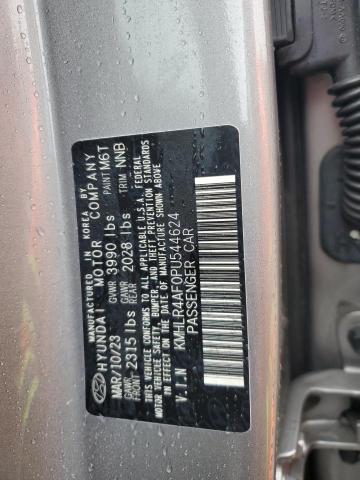 MANUFACTURED IN KOREA BY
HYUNDAI MOTOR COMPANY
MAR/10/23 GVWR 3990 lbs PAINT M6T
GAWR FRONT 2315 lbs GAWR REAR 2028 lbs TRIM NNB
THIS VEHICLE CONFORMS TO ALL APPLICABLE U.S.A. FEDERAL
MOTOR VEHICLE SAFETY, BUMPER, AND THEFT PREVENTION STANDARDS
IN EFFECT ON THE DATE OF MANUFACTURE SHOWN ABOVE.
V.I.N KMHLR4AF0PU544624
PASSENGER CAR